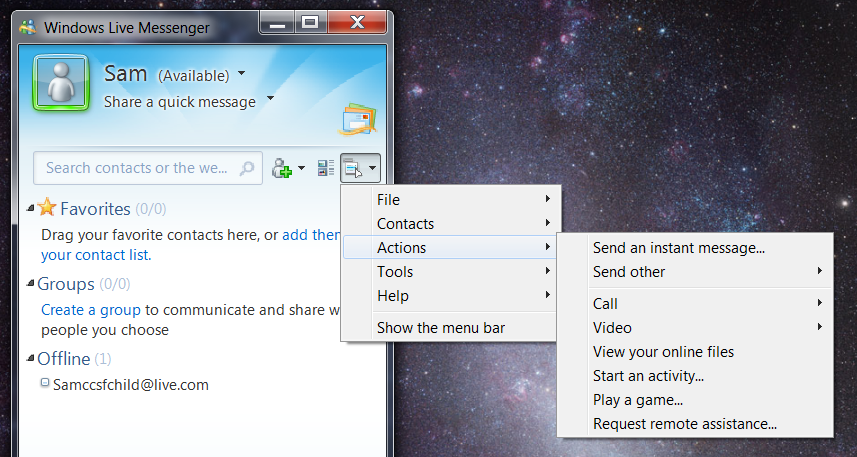 Windows Live Messenger
Sam (Available)
Share a quick message
Search contacts or the we...
Favorites (0/0)
Drag your favorite contacts here, or add them
your contact list.
Groups (0/0)
Create a group to communicate and share w
people you choose
Offline (1)
Samccsfchild@live.com
File
Contacts
Actions
Tools
Help
Show the menu bar
Send an instant message...
Send other
Call
Video
View your online files
Start an activity...
Play a game...
Request remote assistance...